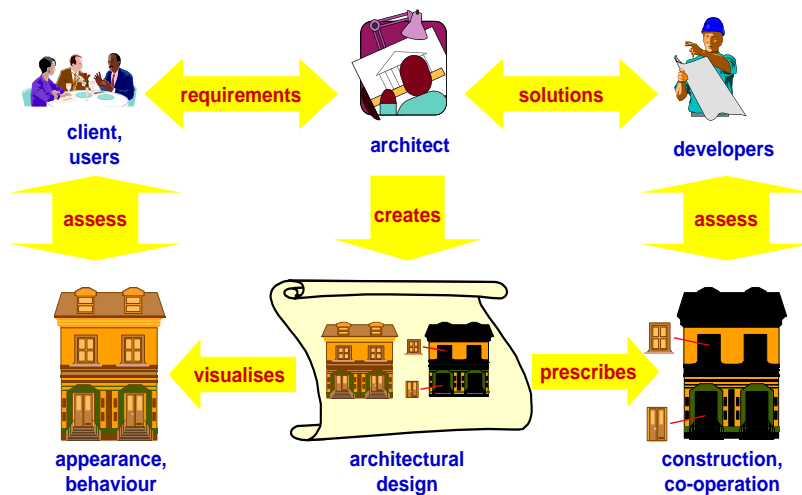 requirements
solutions
client,
users
architect
developers
assess
creates
assess
visualises
prescribes
appearance,
behaviour
architectural
design
construction,
co-operation